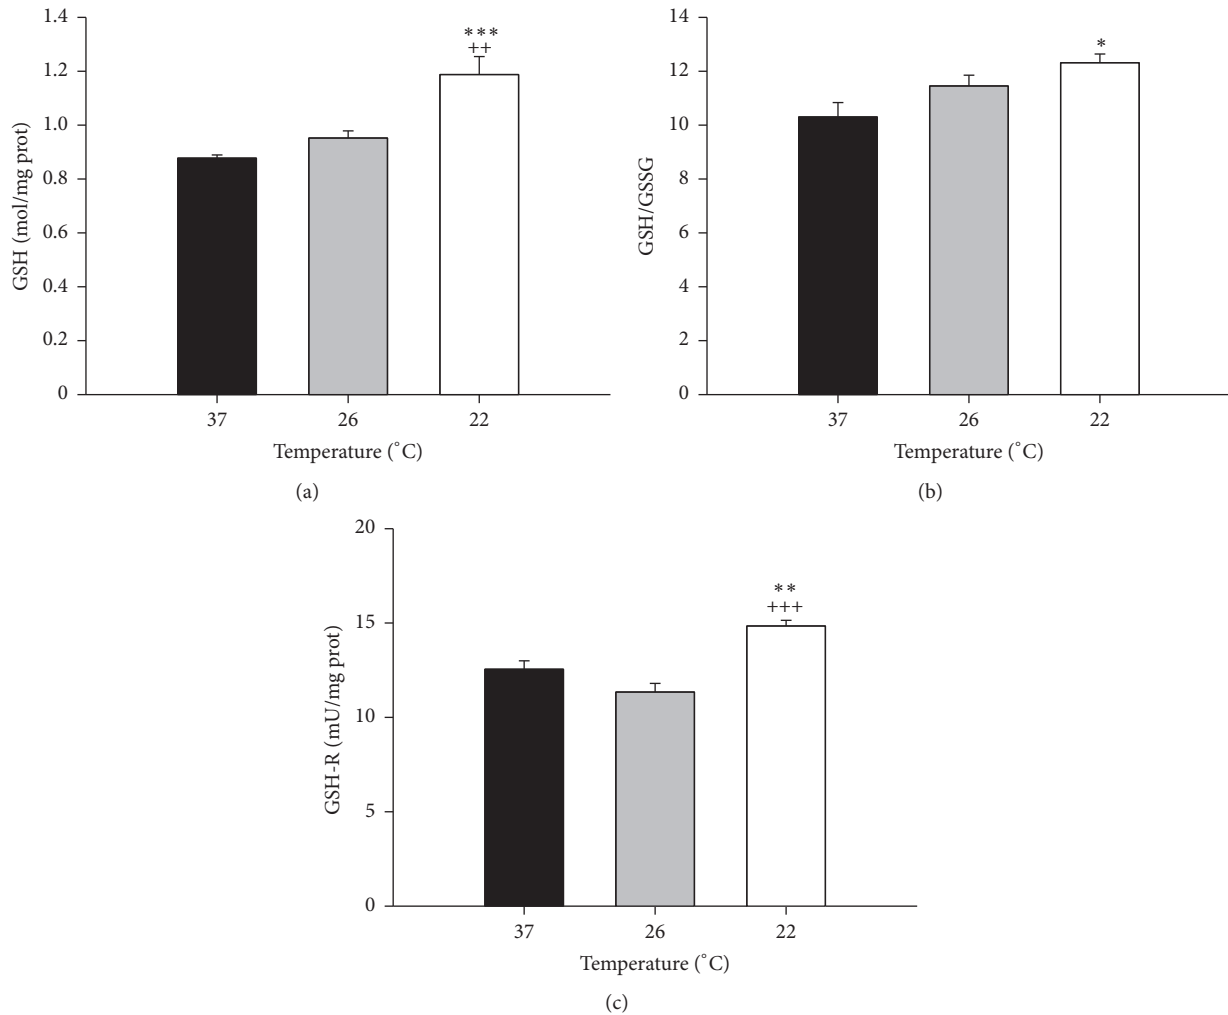 1.4
1.2
1.0
0.8
0.6
0.4
0.2
0
GSH (mol/mg prot)
***
++
37 26 22
Temperature (°C)
(a)
14
12
10
8
6
4
2
0
GSH/GSSG
*
37 26 22
Temperature (°C)
(b)
20
15
10
5
0
GSH-R (mU/mg prot)
**
+++
37 26 22
Temperature (°C)
(c)